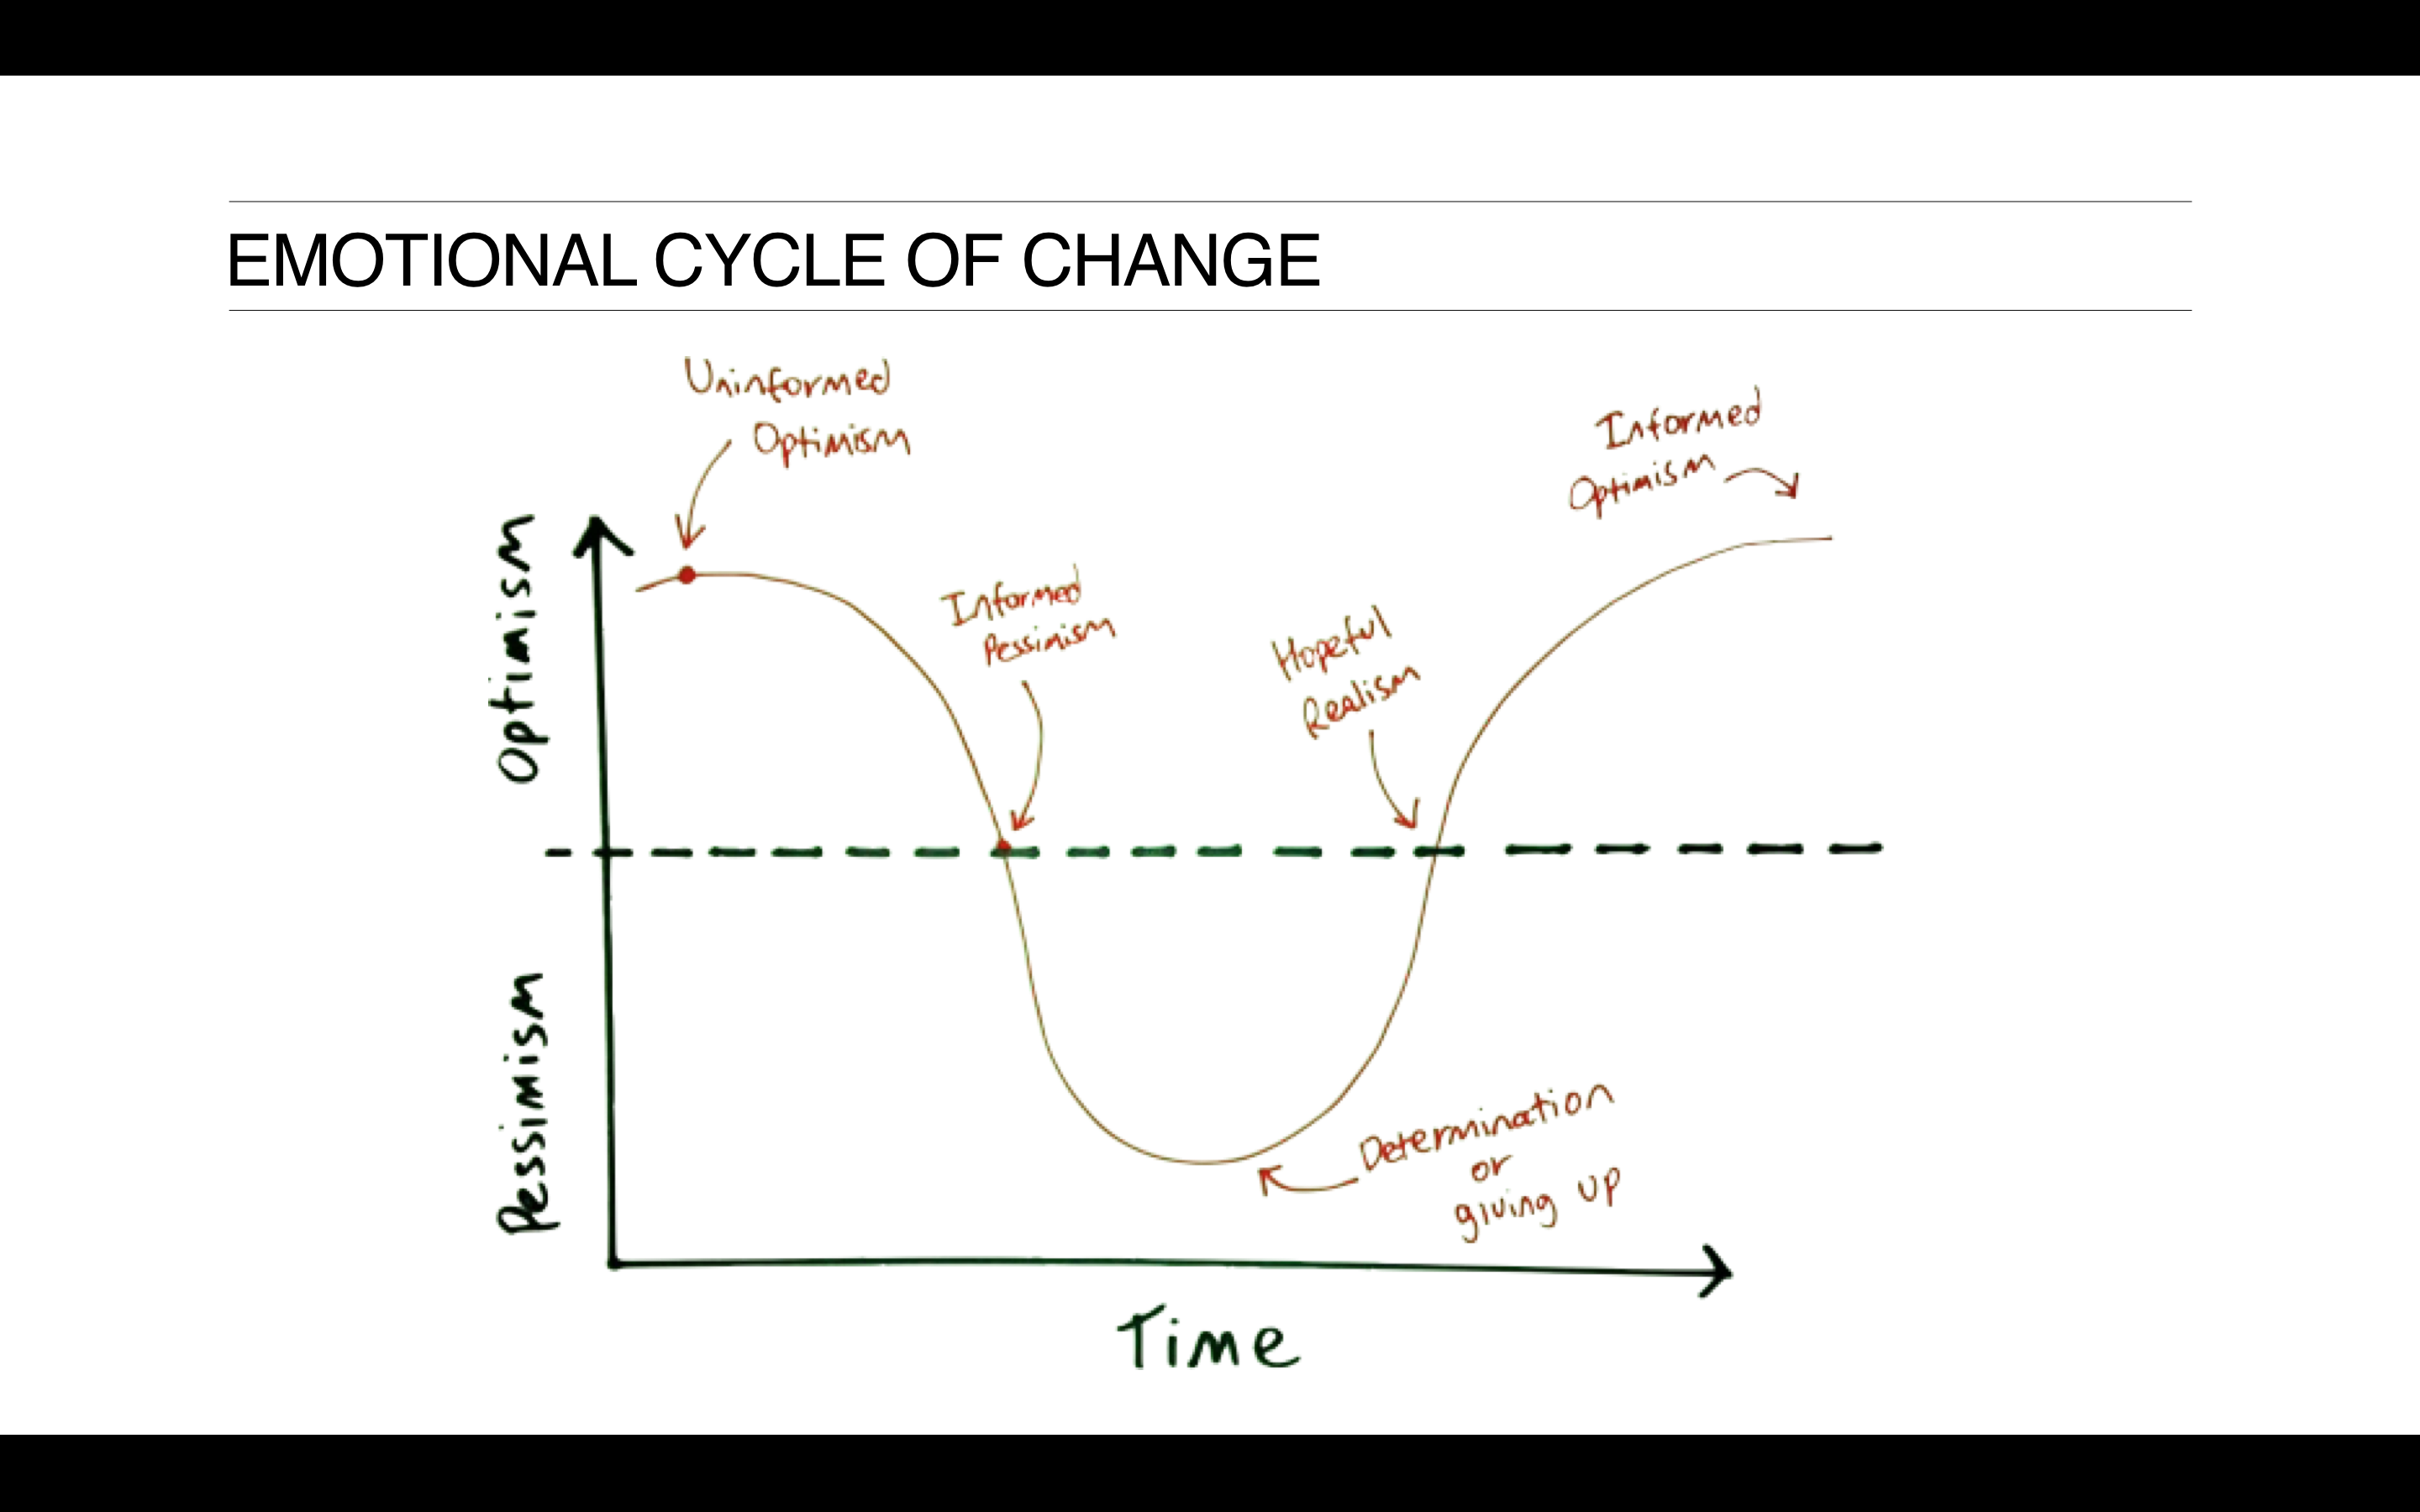 EMOTIONAL CYCLE OF CHANGE
Uninformed
Optimism
Informed
Optimism
Informed
Pessimism
Hopeful
Realism
Optimism
Pessimism
Determination
or
giving up
Time